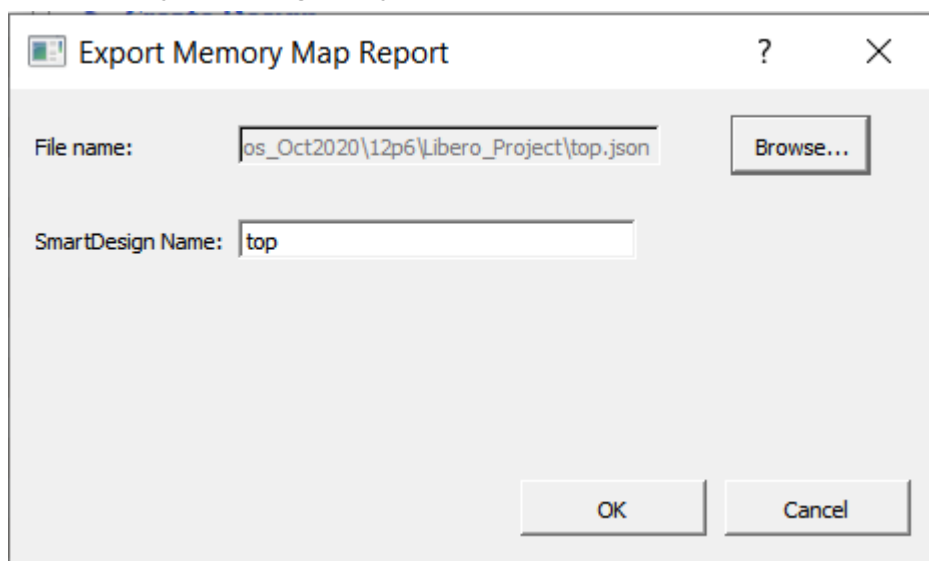 Export Memory Map Report ?
File name: os_Oct2020\12p6\Libero_Project\top.json Browse...
SmartDesign Name: top
OK Cancel